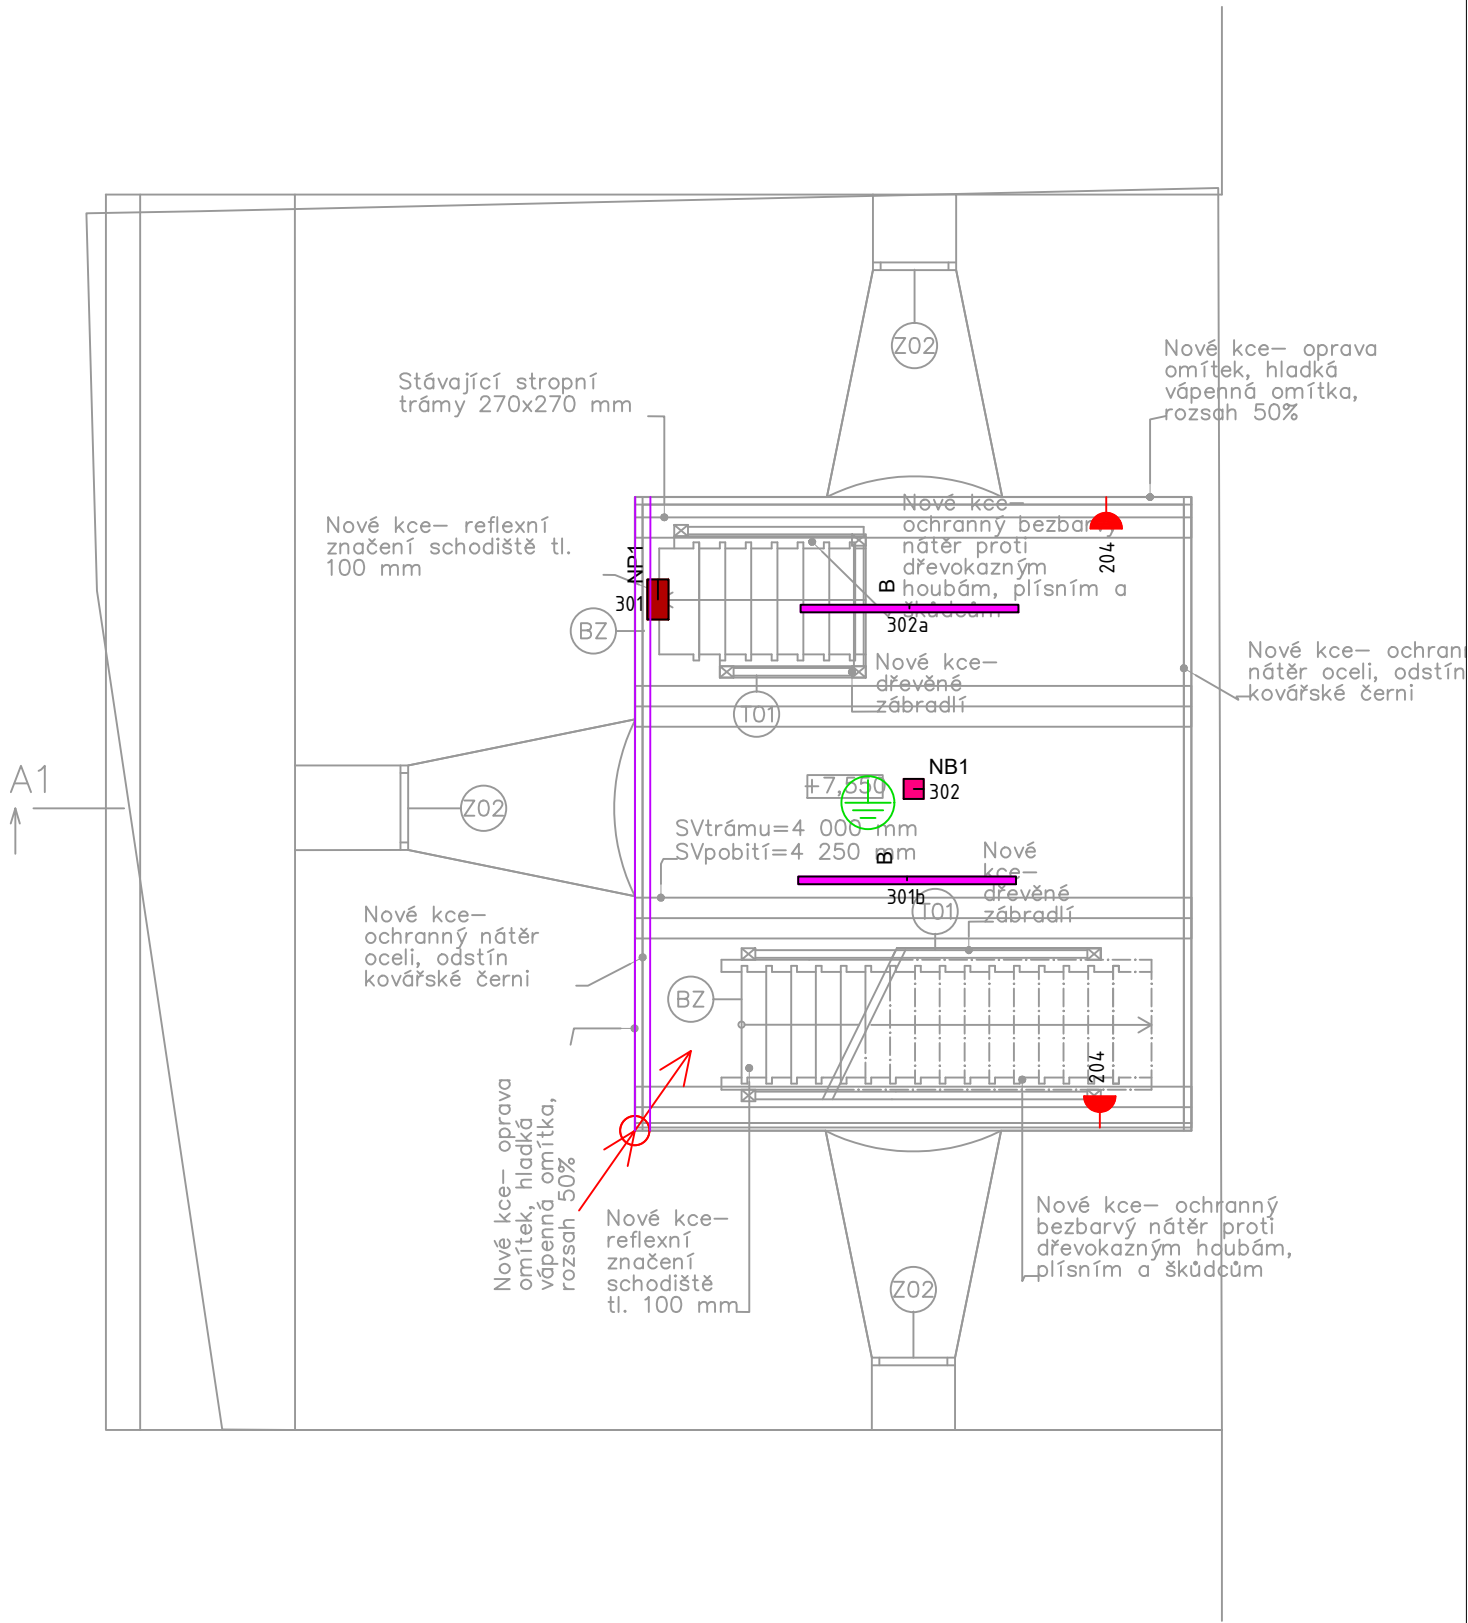 Z02
Nové kce– oprava
omítek, hladká
vápenná omítka,
rozsah 50%
Stávající stropní
trámy 270x270 mm
Nové kce– reflexní
značení schodiště tl.
100 mm
Nové kce–
ochranný bezbarvý
nátěr proti
dřevokazným
houbám, plísním a
škůdcům
204
NP1
301
BZ
B
302a
Nové kce–
dřevěné
zábradlí
T01
Nové kce–
nátěr oceli, odstín
kovářské černi
A1
Z02
+7,550
NB1
302
SVtrámu=4 000 mm
SVpobití=4 250 mm
B
301b
Nové
kce–
dřevěné
zábradlí
T01
Nové kce–
ochranný nátěr
oceli, odstín
kovářské černi
BZ
204
Nové kce– oprava
omítek, hladká
vápenná omítka,
rozsah 50%
Nové kce–
reflexní
značení
schodiště
tl. 100 mm
Nové kce– ochranný
bezbarvý nátěr proti
dřevokazným houbám,
plísním a škůdcům
Z02